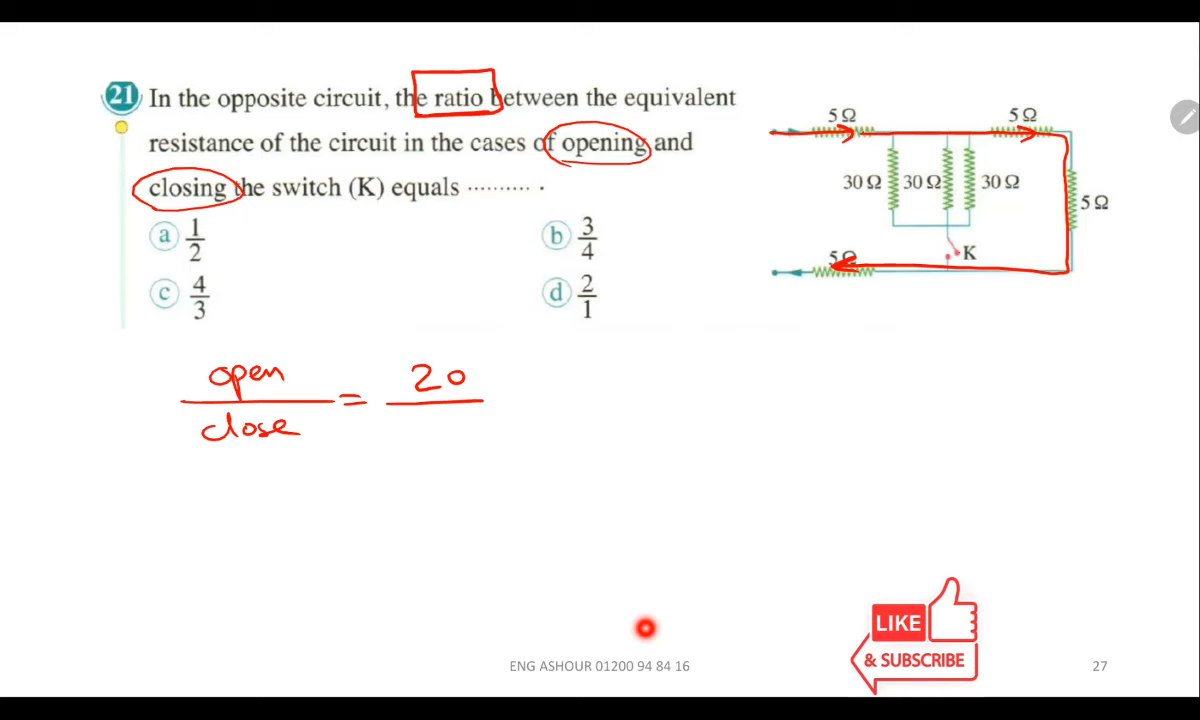 21 In the opposite circuit, the ratio between the equivalent
resistance of the circuit in the cases of opening and
closing the switch (K) equals .......... .
a 1/2
b 3/4
c 4/3
d 2/1
5 Ω
5 Ω
30 Ω
30 Ω
30 Ω
5 Ω
K
5 Ω
open
close
=
20
LIKE
& SUBSCRIBE
ENG ASHOUR 01200 94 84 16
27